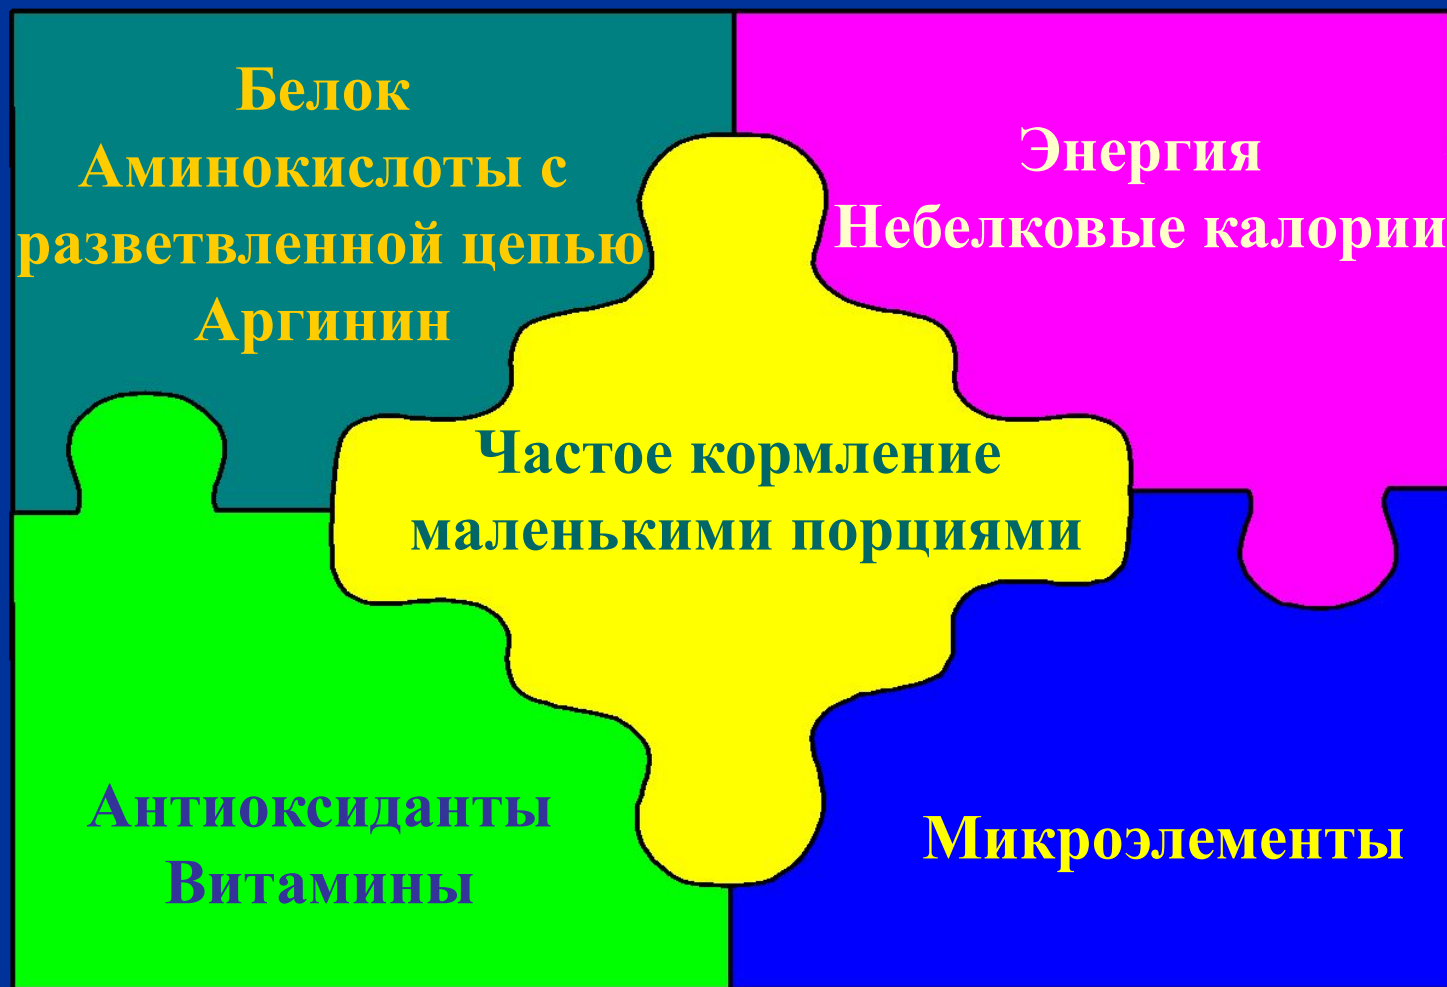 Белок
Аминокислоты с
разветвленной цепью
Аргинин
Энергия
Небелковые калории
Частое кормление
маленькими порциями
Антиоксиданты
Витамины
Микроэлементы